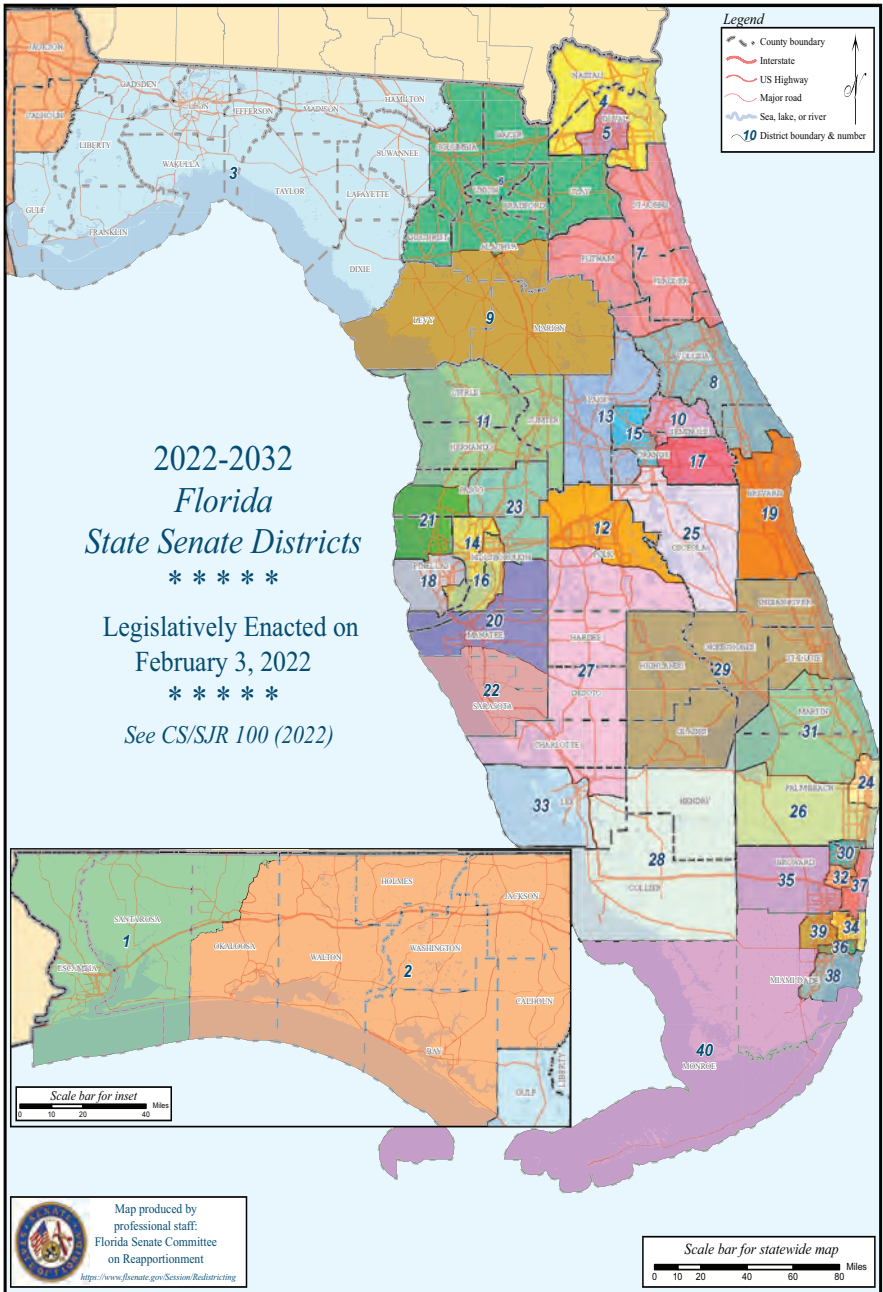 Legend
County boundary
Interstate
US Highway
Major road
Sea, lake, or river
10 District boundary & number
N
JACKSON
CALHOUN
GADSDEN
LEON
JEFFERSON
MADISON
HAMILTON
LIBERTY
WAKULLA
3
TAYLOR
SUWANNEE
LAFAYETTE
GULF
FRANKLIN
DIXIE
COLUMBIA
BAKER
NASSAU
4
DUVAL
5
UNION
6
BRADFORD
CLAY
GILCHRIST
ALACHUA
ST JOHNS
PUTNAM
7
FLAGLER
LEVY
9
MARION
VOLUSIA
8
CITRUS
11
SUMTER
HERNANDO
LAKE
13
15
10
SEMINOLE
ORANGE
17
PASCO
21
23
14
HILLSBOROUGH
12
POLK
25
OSCEOLA
BREVARD
19
PINELLAS
18
16
20
MANATEE
HARDEE
27
HIGHLANDS
OKEECHOBEE
29
INDIAN RIVER
ST LUCIE
22
SARASOTA
DESOTO
CHARLOTTE
GLADES
MARTIN
31
33
LEE
HENDRY
PALM BEACH
24
26
28
COLLIER
BROWARD
35
30
32
37
39
34
36
38
MIAMI-DADE
40
MONROE
2022-2032
Florida
State Senate Districts
* * * * *
Legislatively Enacted on
February 3, 2022
* * * * *
See CS/SJR 100 (2022)
SANTA ROSA
1
ESCAMBIA
OKALOOSA
WALTON
HOLMES
WASHINGTON
2
JACKSON
CALHOUN
BAY
GULF
LIBERTY
Scale bar for inset
0 10 20 40 Miles
Map produced by
professional staff:
Florida Senate Committee
on Reapportionment
https://www.flsenate.gov/Session/Redistricting
SENATE
STATE OF FLORIDA
Scale bar for statewide map
0 10 20 40 60 80 Miles